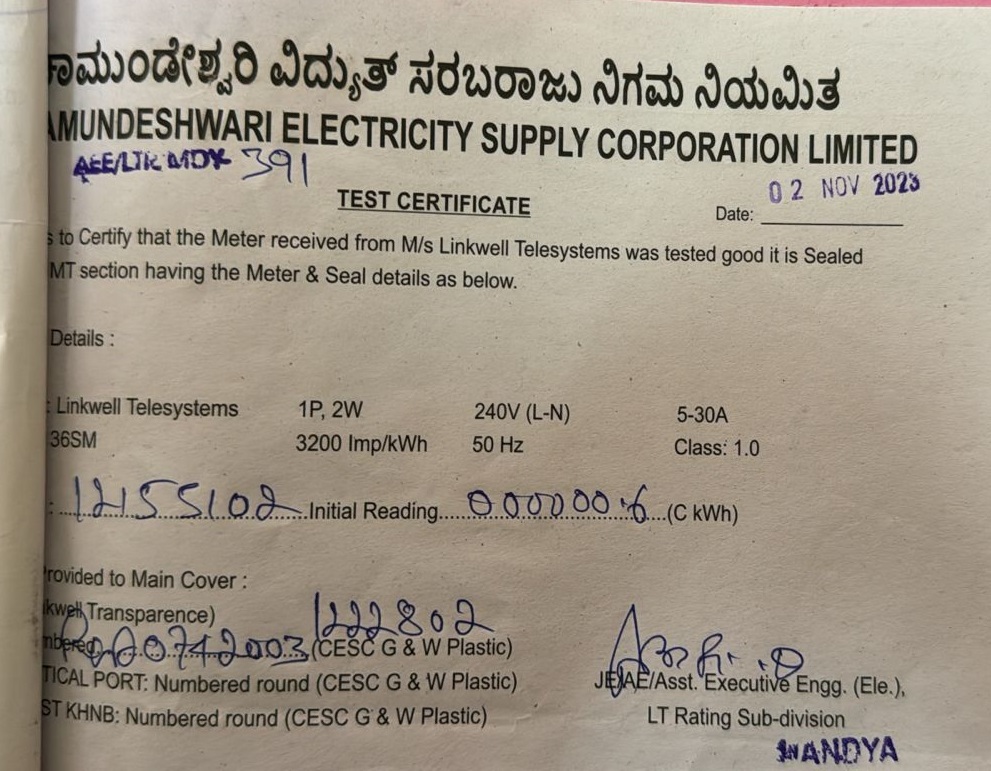 ಾಮುಂಡೇಶ್ವರಿ ವಿದ್ಯುತ್ ಸರಬರಾಜು ನಿಗಮ ನಿಯಮಿತ
AMUNDESHWARI ELECTRICITY SUPPLY CORPORATION LIMITED
AEE/LTR MDY 391
02 NOV 2023
TEST CERTIFICATE
Date:
s to Certify that the Meter received from M/s Linkwell Telesystems was tested good it is Sealed
MT section having the Meter & Seal details as below.
Details :
: Linkwell Telesystems 1P, 2W 240V (L-N) 5-30A
36SM 3200 Imp/kWh 50 Hz Class: 1.0
: 12155102 Initial Reading 000000.6 (C kWh)
rovided to Main Cover :
kwell Transparence) 1222802
nbered 20742003 (CESC G & W Plastic)
TICAL PORT: Numbered round (CESC G & W Plastic)
ST KHNB: Numbered round (CESC G & W Plastic)
JE/AE/Asst. Executive Engg. (Ele.),
LT Rating Sub-division
MANDYA